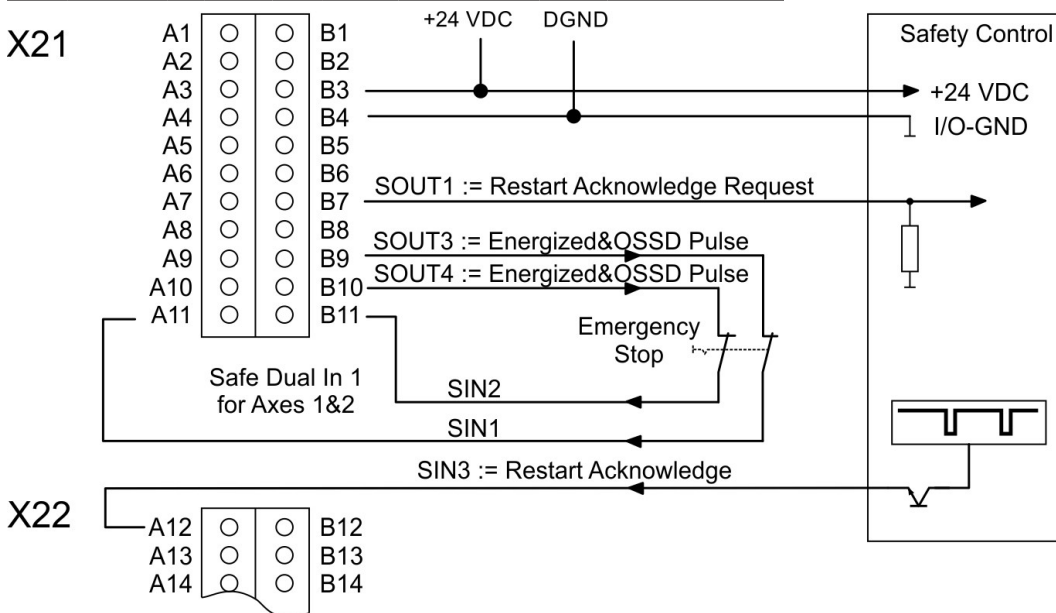 +24 VDC DGND
X21
Safety Control
A1 B1
A2 B2
A3 B3
+24 VDC
A4 B4
I/O-GND
A5 B5
A6 B6
A7 B7
SOUT1 := Restart Acknowledge Request
A8 B8
SOUT3 := Energized&OSSD Pulse
A9 B9
SOUT4 := Energized&OSSD Pulse
A10 B10
A11 B11
Emergency
Stop
Safe Dual In 1
for Axes 1&2
SIN2
SIN1
SIN3 := Restart Acknowledge
X22
A12 B12
A13 B13
A14 B14